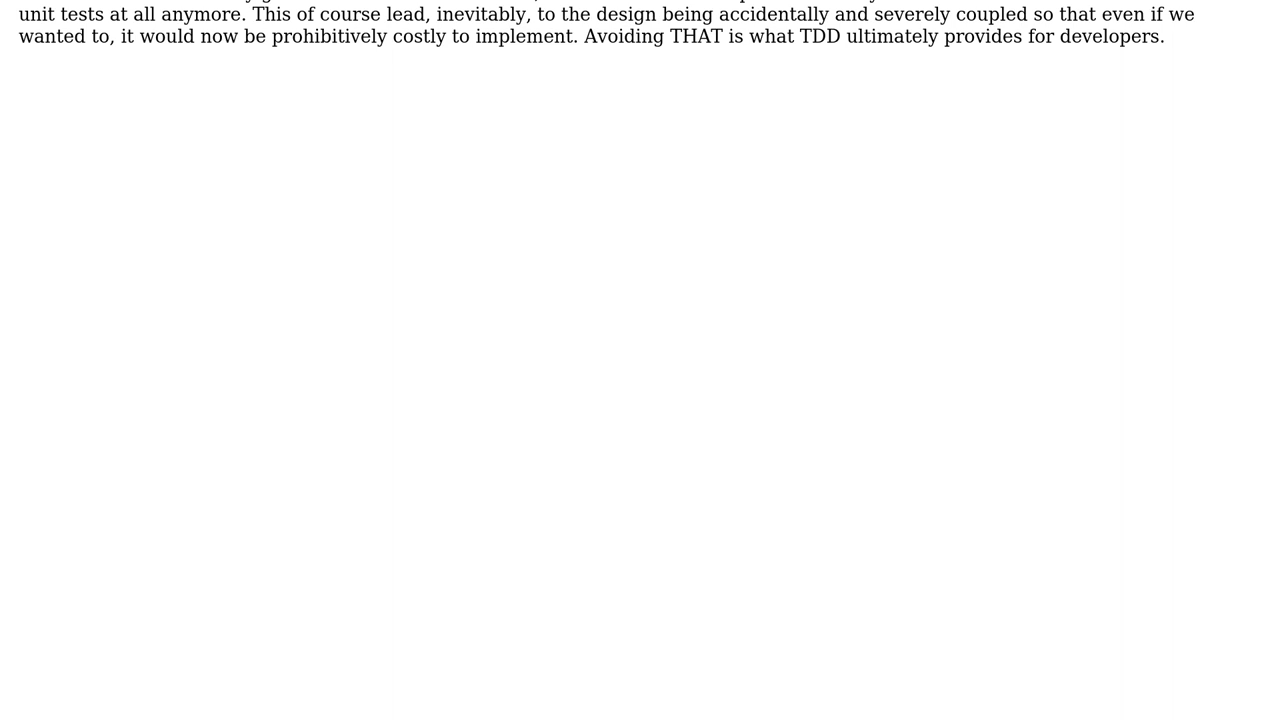 unit tests at all anymore. This of course lead, inevitably, to the design being accidentally and severely coupled so that even if we
wanted to, it would now be prohibitively costly to implement. Avoiding THAT is what TDD ultimately provides for developers.